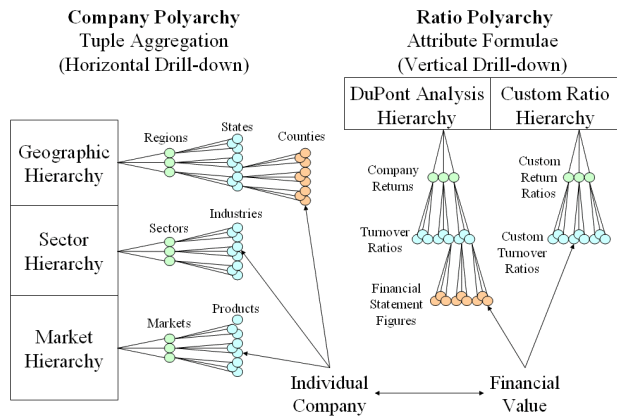 Company Polyarchy
Tuple Aggregation
(Horizontal Drill-down)
Geographic
Hierarchy
Regions
States
Counties
Sector
Hierarchy
Sectors
Industries
Market
Hierarchy
Markets
Products
Individual
Company
Ratio Polyarchy
Attribute Formulae
(Vertical Drill-down)
DuPont Analysis
Hierarchy
Custom Ratio
Hierarchy
Company
Returns
Custom
Return
Ratios
Turnover
Ratios
Custom
Turnover
Ratios
Financial
Statement
Figures
Financial
Value